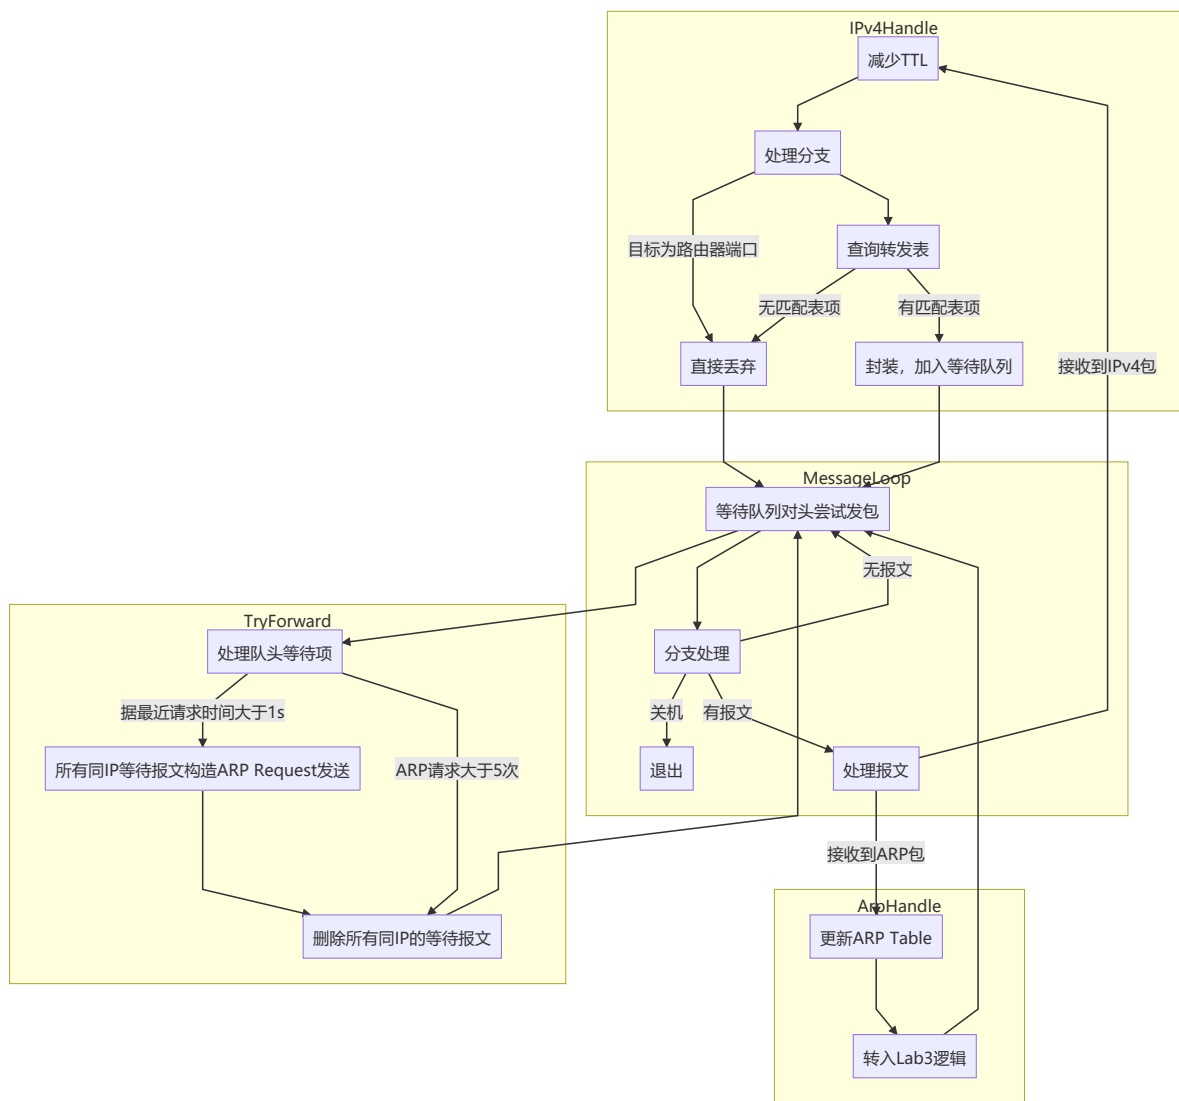 IPv4Handle
减少TTL
处理分支
目标为路由器端口
查询转发表
无匹配表项
有匹配表项
直接丢弃
封装，加入等待队列
接收到IPv4包
MessageLoop
等待队列对头尝试发包
无报文
分支处理
关机
有报文
退出
处理报文
TryForward
处理队头等待项
据最近请求时间大于1s
所有同IP等待报文构造ARP Request发送
ARP请求大于5次
删除所有同IP的等待报文
接收到ARP包
ArpHandle
更新ARP Table
转入Lab3逻辑